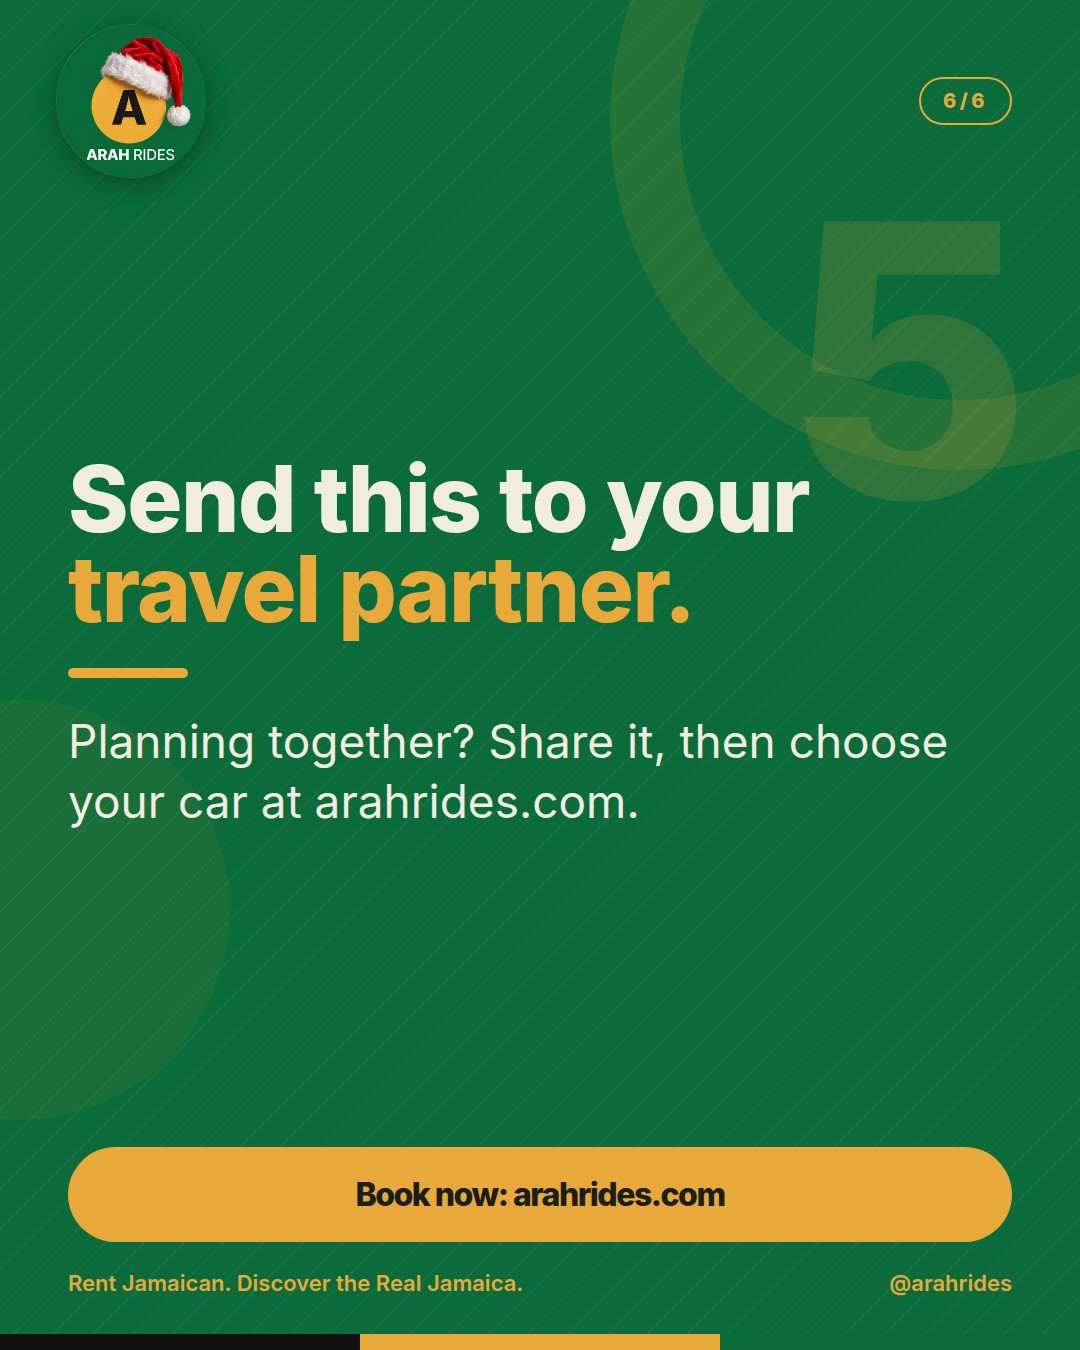 A
ARAH RIDES
6/6
5
Send this to your
travel partner.
Planning together? Share it, then choose
your car at arahrides.com.
Book now: arahrides.com
Rent Jamaican. Discover the Real Jamaica.
@arahrides